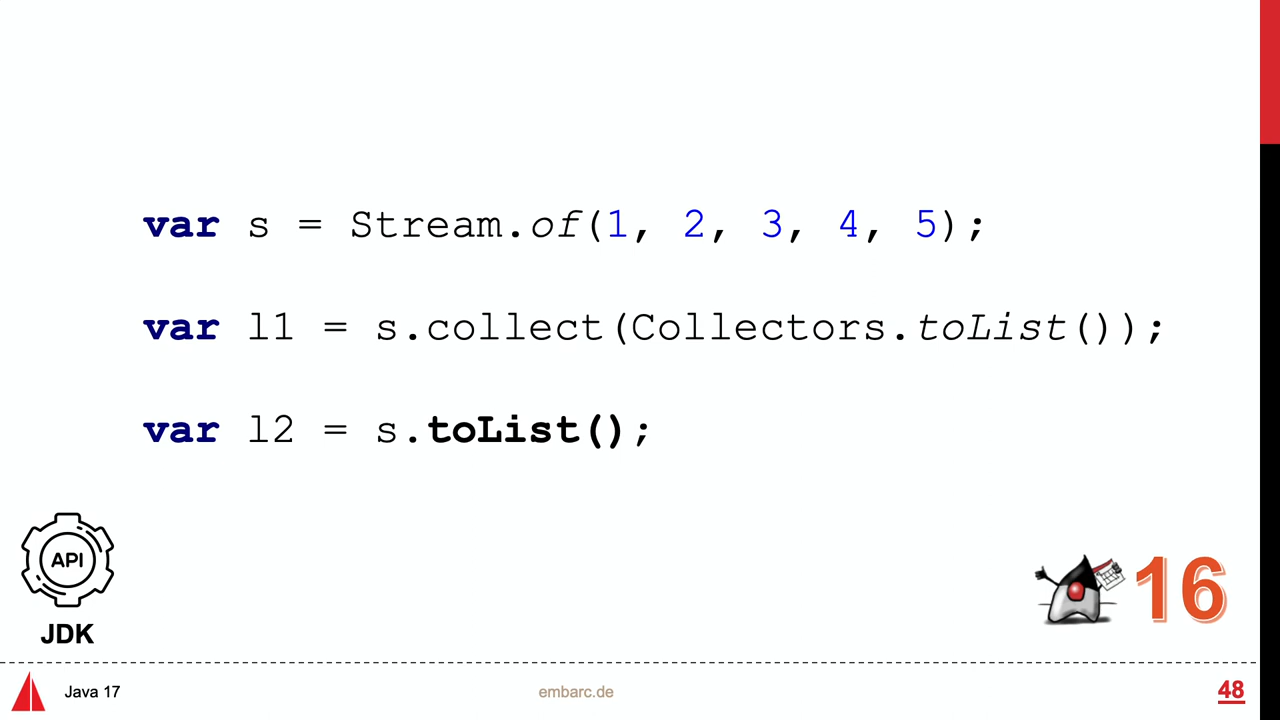 var s = Stream.of(1, 2, 3, 4, 5);
var l1 = s.collect(Collectors.toList());
var l2 = s.toList();
API
JDK
16
Java 17
embarc.de
48